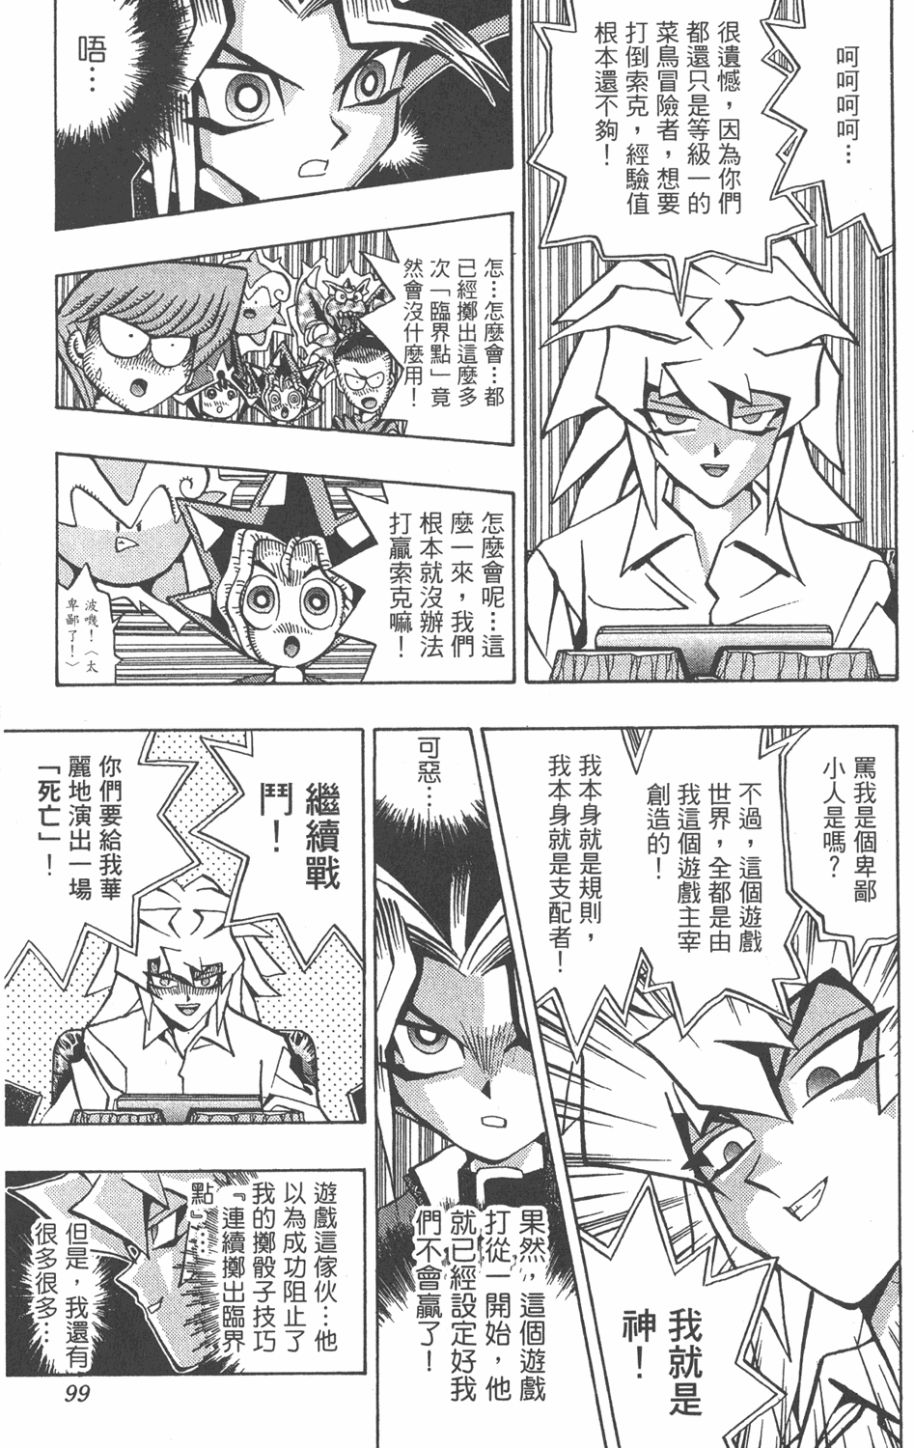 呵呵呵呵…
很遺憾，因為你們
都還只是等級一的
菜鳥冒險者，想要
打倒索克，經驗值
根本還不夠！
唔…
怎…怎麼會…都
已經擲出這麼多
次「臨界點」竟
然會沒什麼用！
怎麼會呢…這
麼一來，我們
根本就沒辦法
打贏索克嘛！
波嘰！〈太
卑鄙了！〉
罵我是個卑鄙
小人是嗎？
不過，這個遊戲
世界，全都是由
我這個遊戲主宰
創造的！
我本身就是規則，
我本身就是支配者！
我就是
神！
可惡…
果然，這個遊戲
打從一開始，他
就已經設定好我
們不會贏了！
繼續戰
鬥！
你們要給我華
麗地演出一場
「死亡」！
遊戲這傢伙…他
以為成功阻止了
我的擲骰子技巧
『連續擲出臨界
點』……
但是，我還有
很多很多…
99